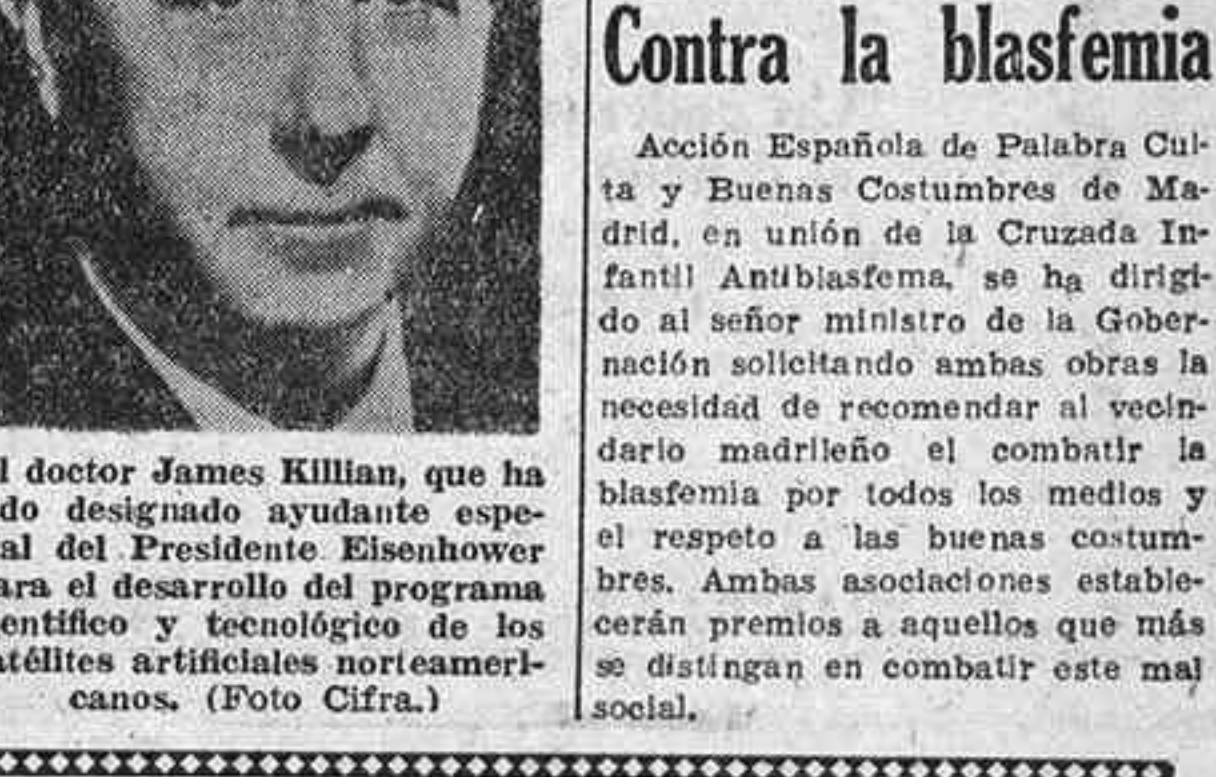 l doctor James Killian, que ha
do designado ayudante espe-
al del Presidente Eisenhower
ara el desarrollo del programa
entifico y tecnológico de los
atélites artificiales norteameri-
canos. (Foto Cifra.)
Contra la blasfemia
Acción Española de Palabra Cul-
ta y Buenas Costumbres de Ma-
drid, en unión de la Cruzada In-
fantil Antiblasfema, se ha dirigi-
do al señor ministro de la Gober-
nación solicitando ambas obras la
necesidad de recomendar al vecin-
dario madrileño el combatir la
blasfemia por todos los medios y
el respeto a las buenas costum-
bres. Ambas asociaciones estable-
cerán premios a aquellos que más
se distingan en combatir este mal
social.